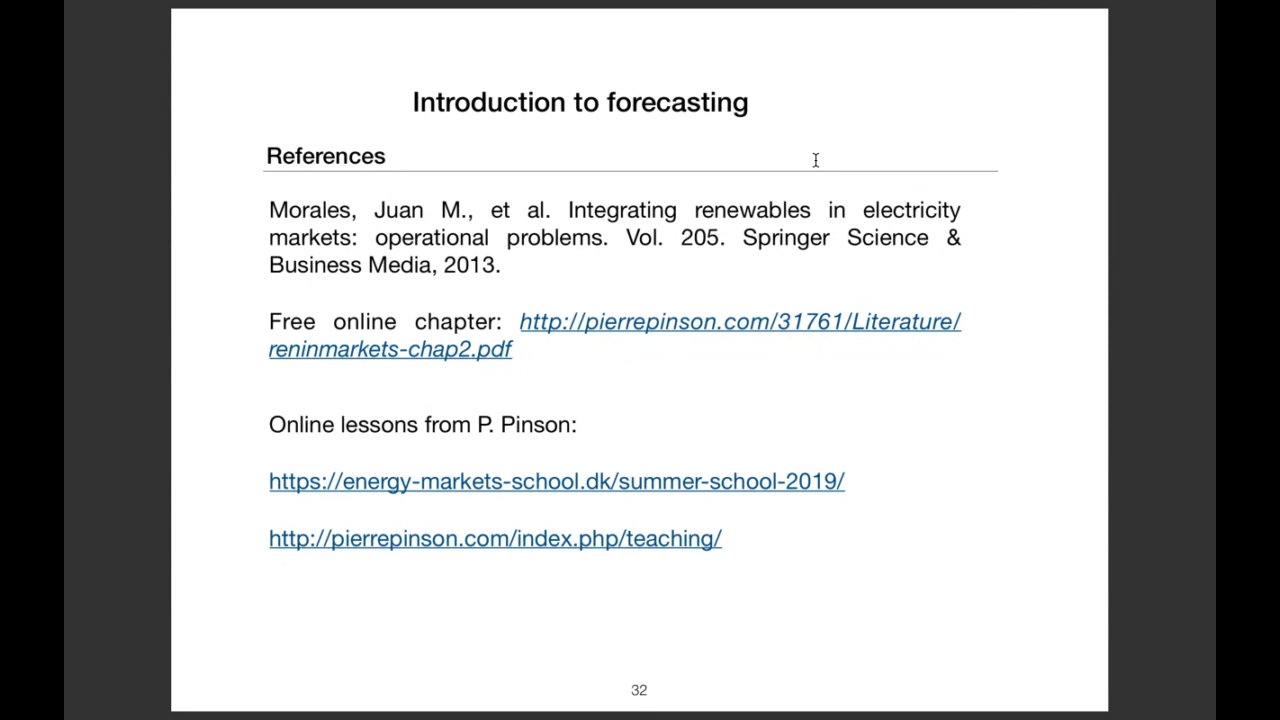 Introduction to forecasting
References
Morales, Juan M., et al. Integrating renewables in electricity
markets: operational problems. Vol. 205. Springer Science &
Business Media, 2013.
Free online chapter: http://pierrepinson.com/31761/Literature/
reninmarkets-chap2.pdf
Online lessons from P. Pinson:
https://energy-markets-school.dk/summer-school-2019/
http://pierrepinson.com/index.php/teaching/
32